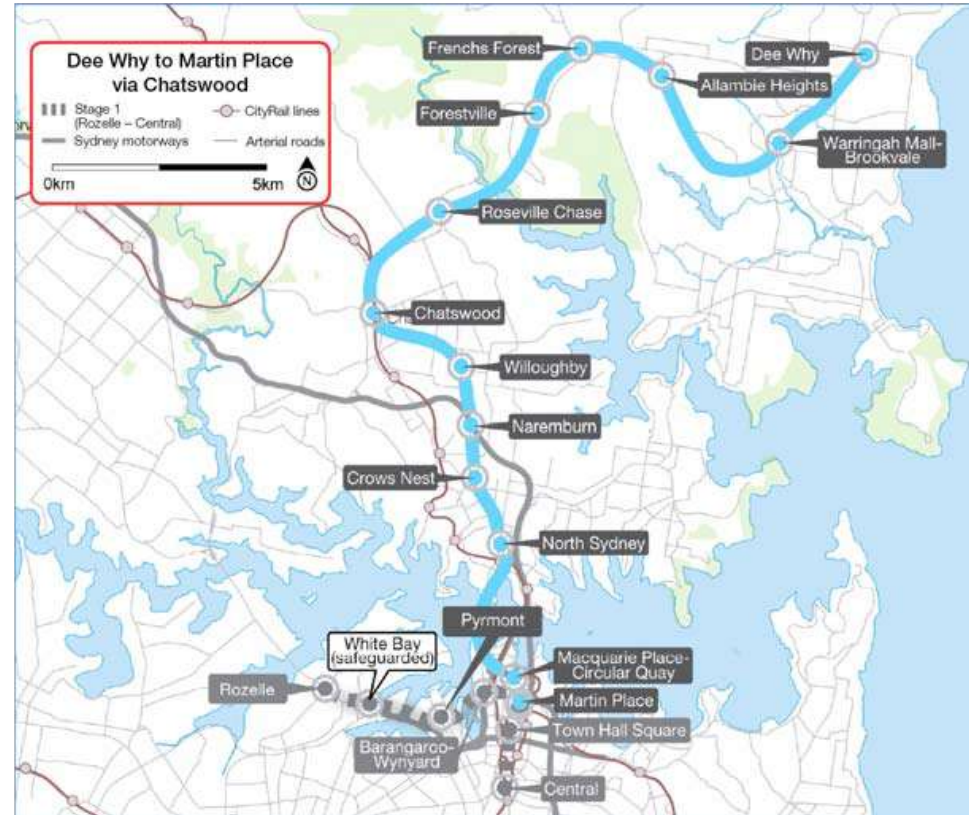 Dee Why to Martin Place
via Chatswood
Stage 1
(Rozelle – Central)
CityRail lines
Sydney motorways
Arterial roads
0km
5km
N
Frenchs Forest
Dee Why
Allambie Heights
Forestville
Warringah Mall-
Brookvale
Roseville Chase
Chatswood
Willoughby
Naremburn
Crows Nest
North Sydney
Pyrmont
White Bay
(safeguarded)
Macquarie Place-
Circular Quay
Rozelle
Martin Place
Town Hall Square
Barangaroo-
Wynyard
Central